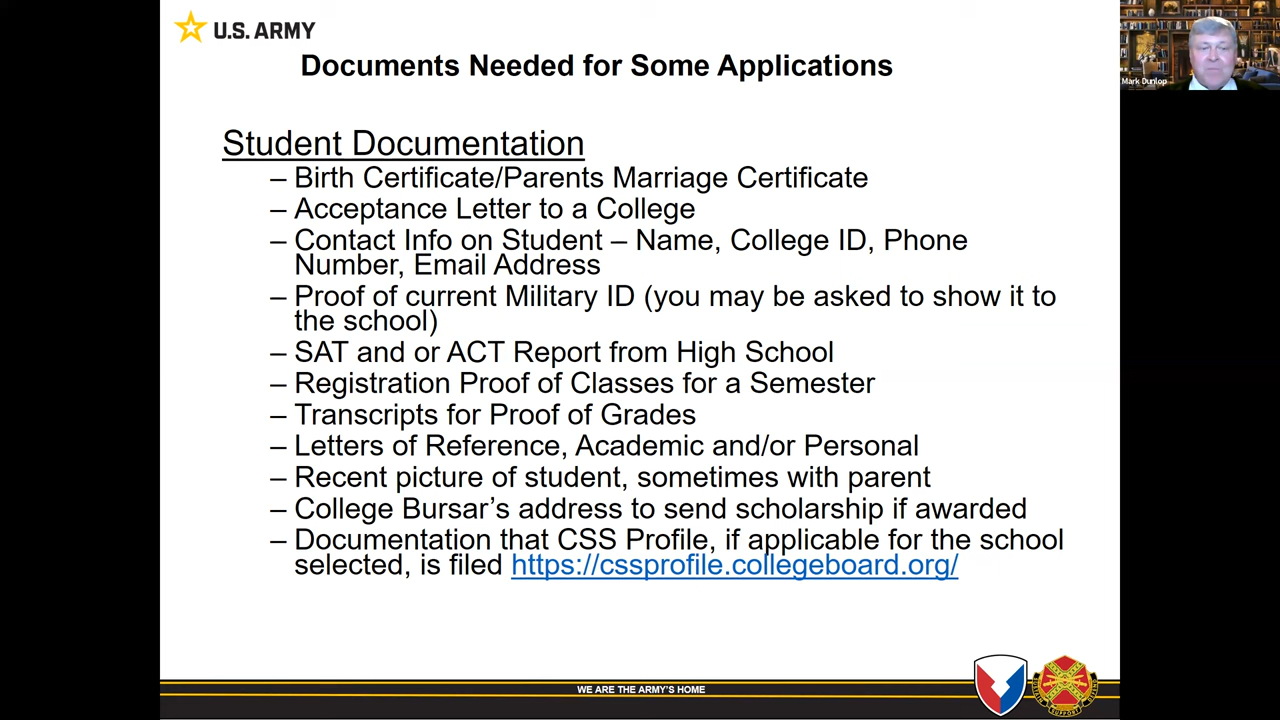 U.S. ARMY
Documents Needed for Some Applications
Mark Dunlop
Student Documentation
– Birth Certificate/Parents Marriage Certificate
– Acceptance Letter to a College
– Contact Info on Student – Name, College ID, Phone
Number, Email Address
– Proof of current Military ID (you may be asked to show it to
the school)
– SAT and or ACT Report from High School
– Registration Proof of Classes for a Semester
– Transcripts for Proof of Grades
– Letters of Reference, Academic and/or Personal
– Recent picture of student, sometimes with parent
– College Bursar’s address to send scholarship if awarded
– Documentation that CSS Profile, if applicable for the school
selected, is filed https://cssprofile.collegeboard.org/
WE ARE THE ARMY'S HOME